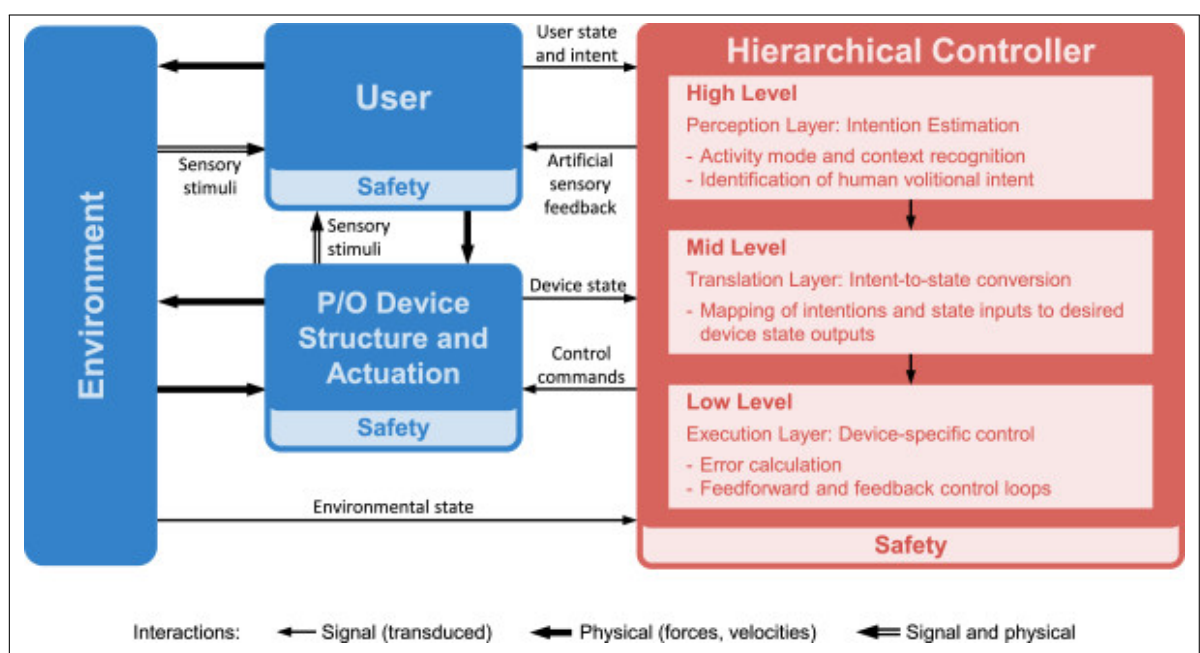 Environment
User
Safety
User state
and intent
Sensory
stimuli
Artificial
sensory
feedback
Sensory
stimuli
P/O Device
Structure and
Actuation
Safety
Device state
Control
commands
Environmental state
Hierarchical Controller
High Level
Perception Layer: Intention Estimation
- Activity mode and context recognition
- Identification of human volitional intent
Mid Level
Translation Layer: Intent-to-state conversion
- Mapping of intentions and state inputs to desired
device state outputs
Low Level
Execution Layer: Device-specific control
- Error calculation
- Feedforward and feedback control loops
Safety
Interactions: Signal (transduced) Physical (forces, velocities) Signal and physical